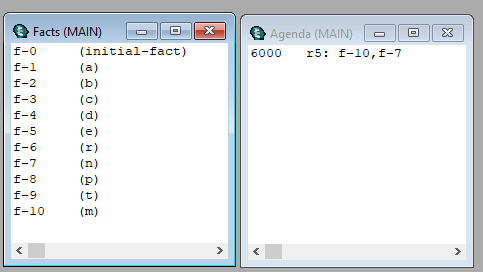 Facts (MAIN)
f-0 (initial-fact)
f-1 (a)
f-2 (b)
f-3 (c)
f-4 (d)
f-5 (e)
f-6 (r)
f-7 (n)
f-8 (p)
f-9 (t)
f-10 (m)
Agenda (MAIN)
6000 r5: f-10,f-7